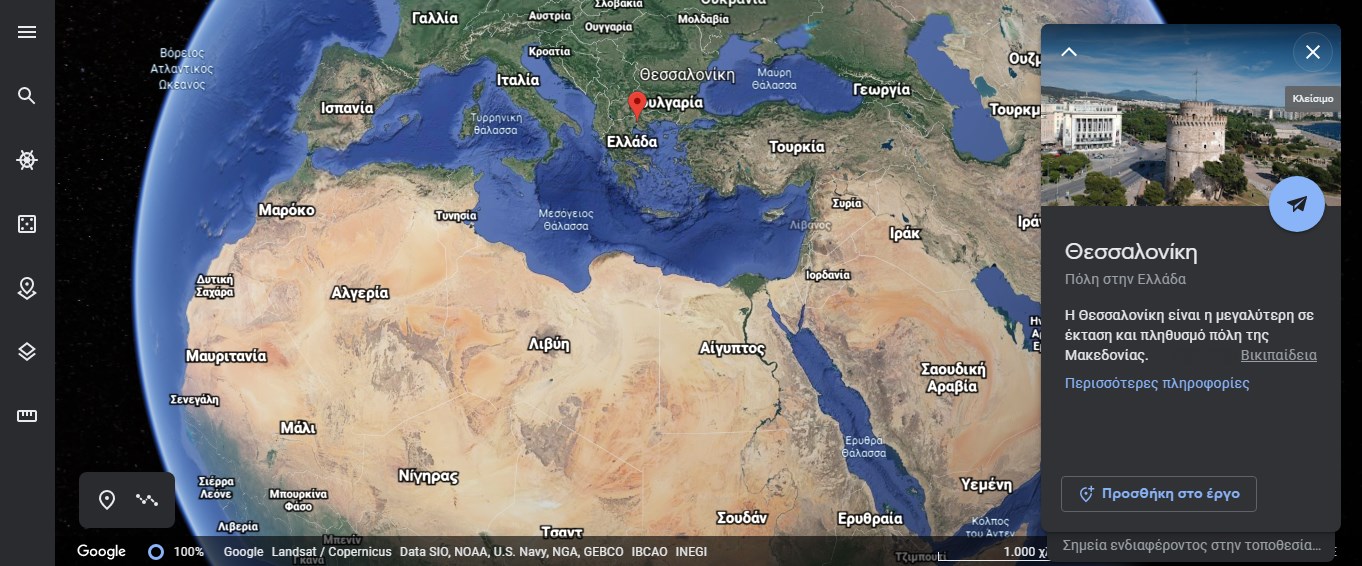 Γαλλία
Αυστρία
Σλοβακία
Ουγγαρία
Μολδαβία
Κροατία
Βόρειος
Ατλαντικός
Ωκεανός
Ιταλία
Θεσσαλονίκη
Μαύρη
Θάλασσα
Γεωργία
Ισπανία
Τυρρηνική
θάλασσα
Ελλάδα
Τουρκία
Μαρόκο
Τυνησία
Μεσόγειος
Θάλασσα
Λίβανος
Συρία
Ιράκ
Ιορδανία
Δυτική
Σαχάρα
Αλγερία
Λιβύη
Αίγυπτος
Μαυριτανία
Σαουδική
Αραβία
Σενεγάλη
Μάλι
Νίγηρας
Ερυθρά
Θάλασσα
Σιέρρα
Λεόνε
Μπουρκίνα
Φάσο
Υεμένη
Λιβερία
Μπενίν
Γκάνα
Τσαντ
Σουδάν
Ερυθραία
Κόλπος
του Άντεν
Τζιμπουτί
Κλείσιμο
Θεσσαλονίκη
Πόλη στην Ελλάδα
Η Θεσσαλονίκη είναι η μεγαλύτερη σε
έκταση και πληθυσμό πόλη της
Μακεδονίας. Βικιπαίδεια
Περισσότερες πληροφορίες
Προσθήκη στο έργο
Σημεία ενδιαφέροντος στην τοποθεσία...
Google 100% Google Landsat / Copernicus Data SIO, NOAA, U.S. Navy, NGA, GEBCO IBCAO INEGI
1.000